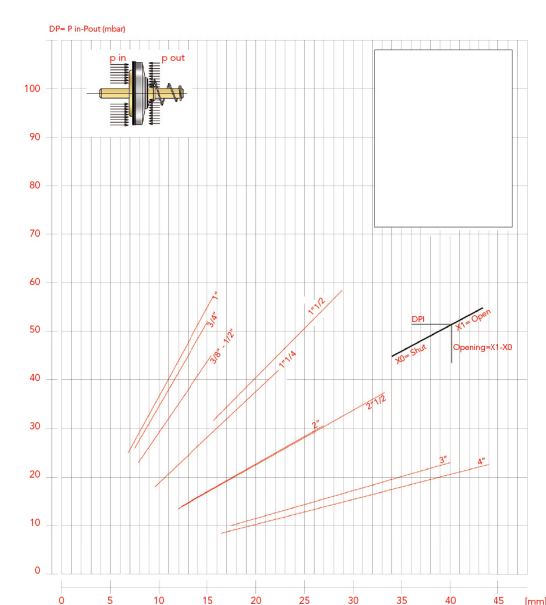 DP= P in-Pout (mbar)
p in
p out
100
90
80
70
60
50
40
30
20
10
0
1"
3/4"
3/8" - 1/2"
1"1/2
1"1/4
2"
2"1/2
3"
4"
DPI
X0= Shut
X1= Open
Opening=X1-X0
0 5 10 15 20 25 30 35 40 45 [mm]